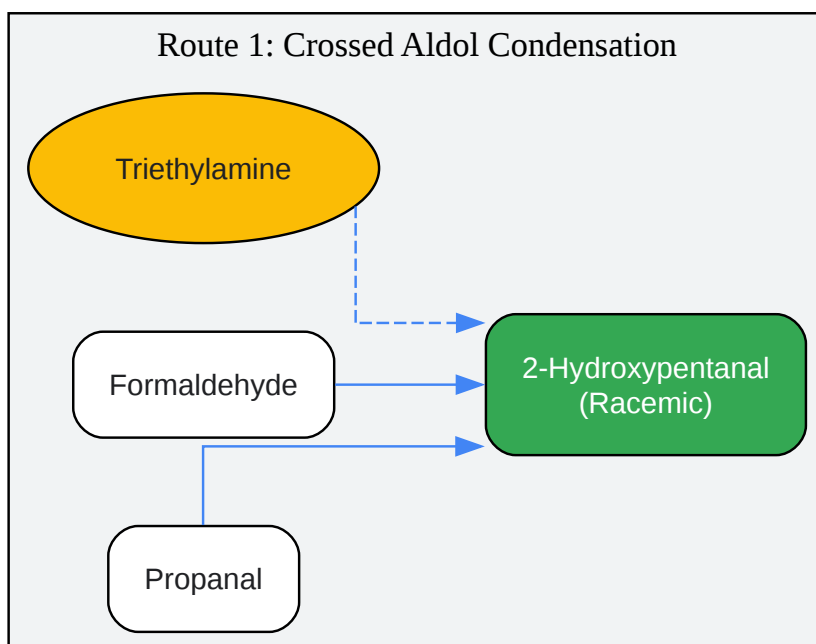 Route 1: Crossed Aldol Condensation
Triethylamine
Formaldehyde
2-Hydroxypentanal
(Racemic)
Propanal